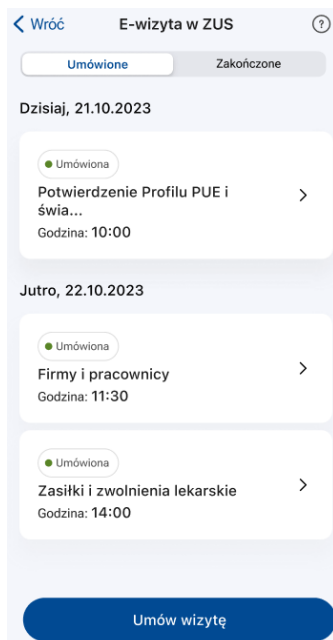 Wróć E-wizyta w ZUS ?
Umówione Zakończone
Dzisiaj, 21.10.2023
Umówiona
Potwierdzenie Profilu PUE i
świa...
Godzina: 10:00
Jutro, 22.10.2023
Umówiona
Firmy i pracownicy
Godzina: 11:30
Umówiona
Zasiłki i zwolnienia lekarskie
Godzina: 14:00
Umów wizytę